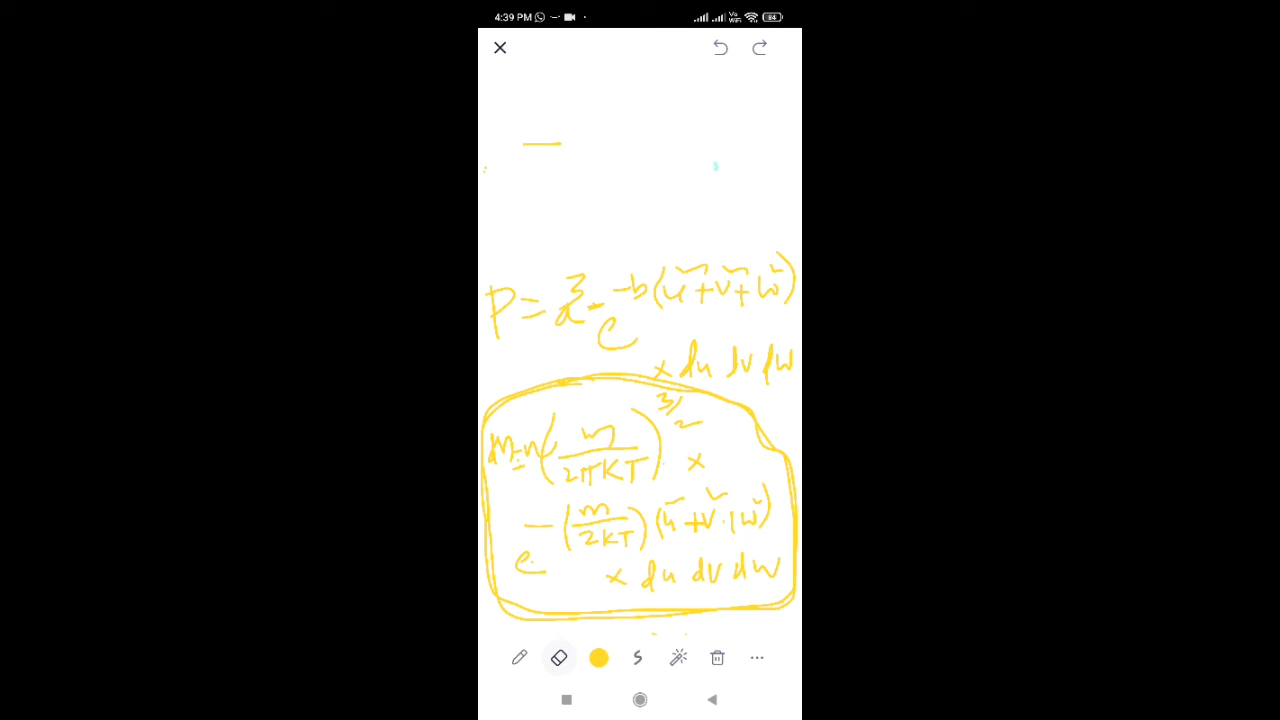 4:39 PM
84
P = a³ e^{-b(u²+v²+w²)}
× du dv dw
dn = n (m/2πKT)^{3/2} ×
e^{-(m/2KT)(u²+v²+w²)}
× du dv dw